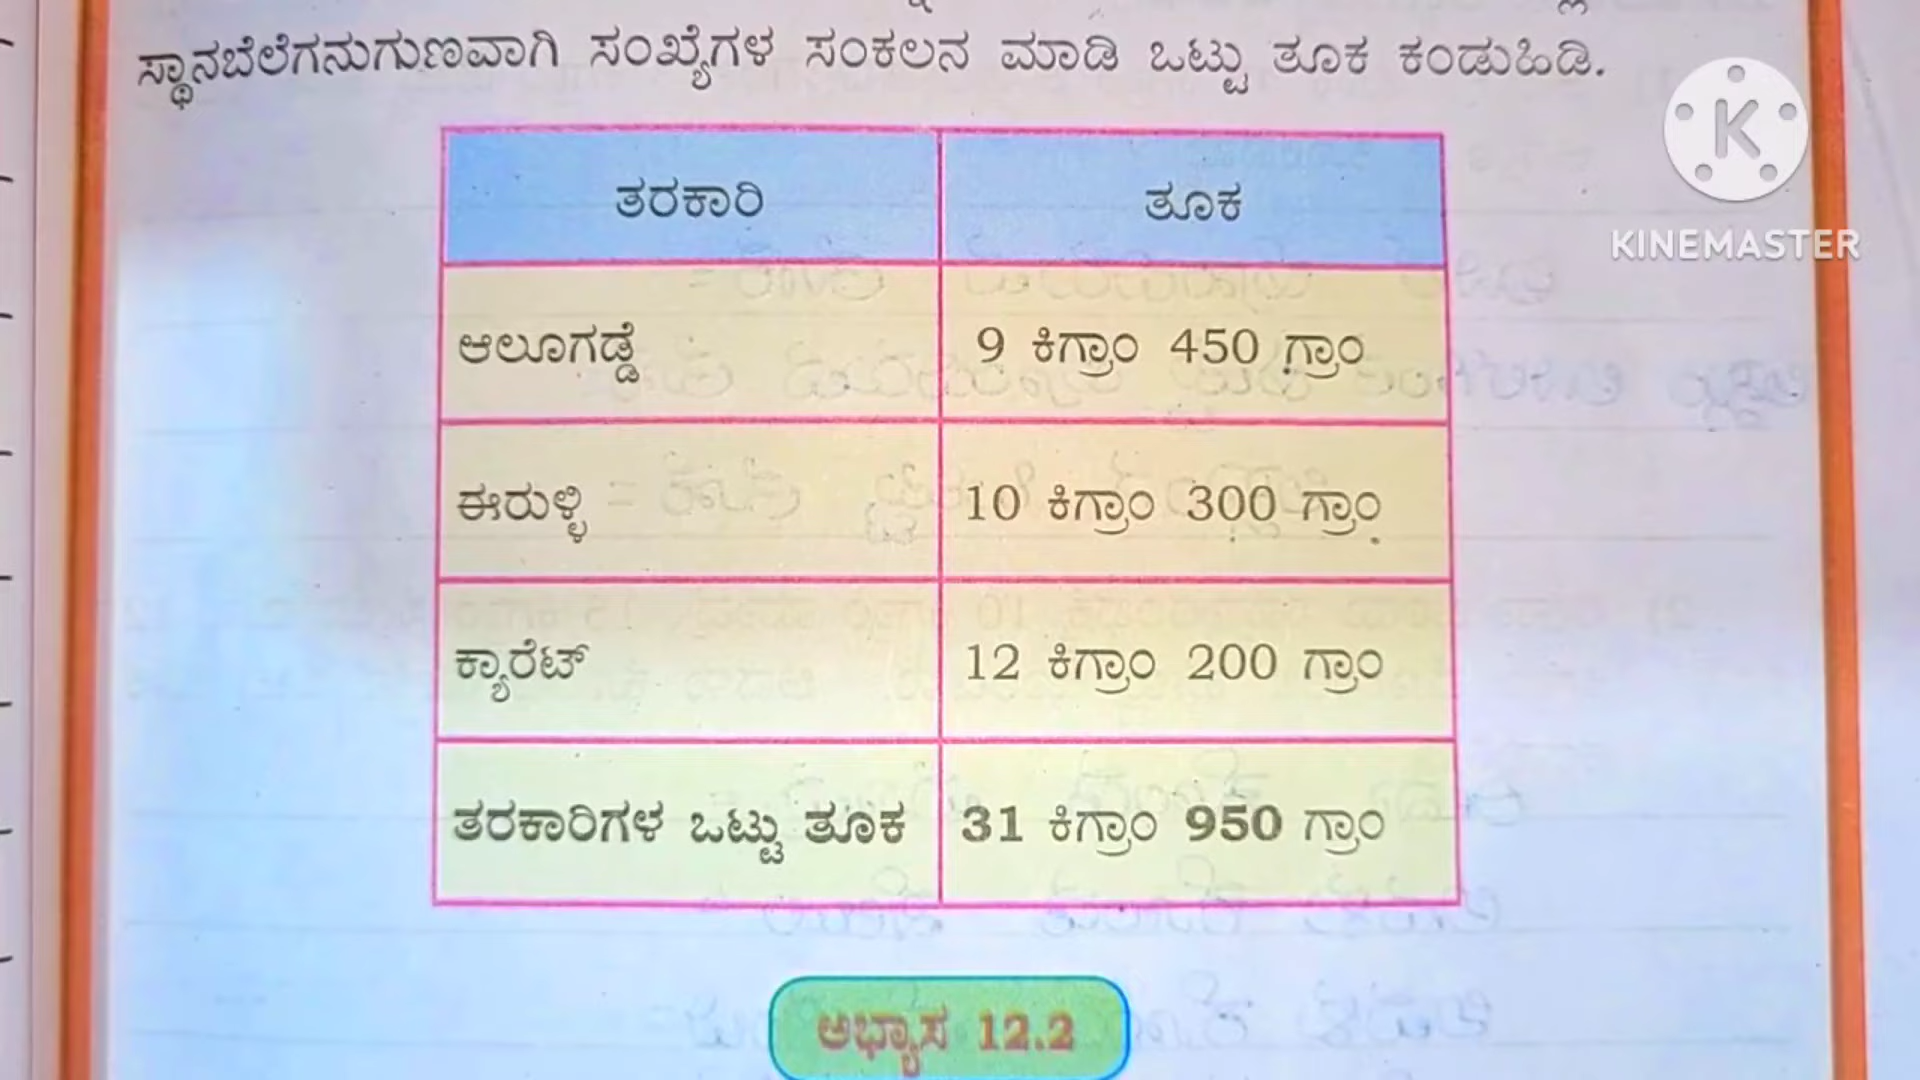 ಸ್ಥಾನಬೆಲೆಗನುಗುಣವಾಗಿ ಸಂಖ್ಯೆಗಳ ಸಂಕಲನ ಮಾಡಿ ಒಟ್ಟು ತೂಕ ಕಂಡುಹಿಡಿ.
KINEMASTER
ತರಕಾರಿ ತೂಕ
ಆಲೂಗಡ್ಡೆ 9 ಕಿಗ್ರಾಂ 450 ಗ್ರಾಂ
ಈರುಳ್ಳಿ 10 ಕಿಗ್ರಾಂ 300 ಗ್ರಾಂ
ಕ್ಯಾರೆಟ್ 12 ಕಿಗ್ರಾಂ 200 ಗ್ರಾಂ
ತರಕಾರಿಗಳ ಒಟ್ಟು ತೂಕ 31 ಕಿಗ್ರಾಂ 950 ಗ್ರಾಂ
ಅಭ್ಯಾಸ 12.2